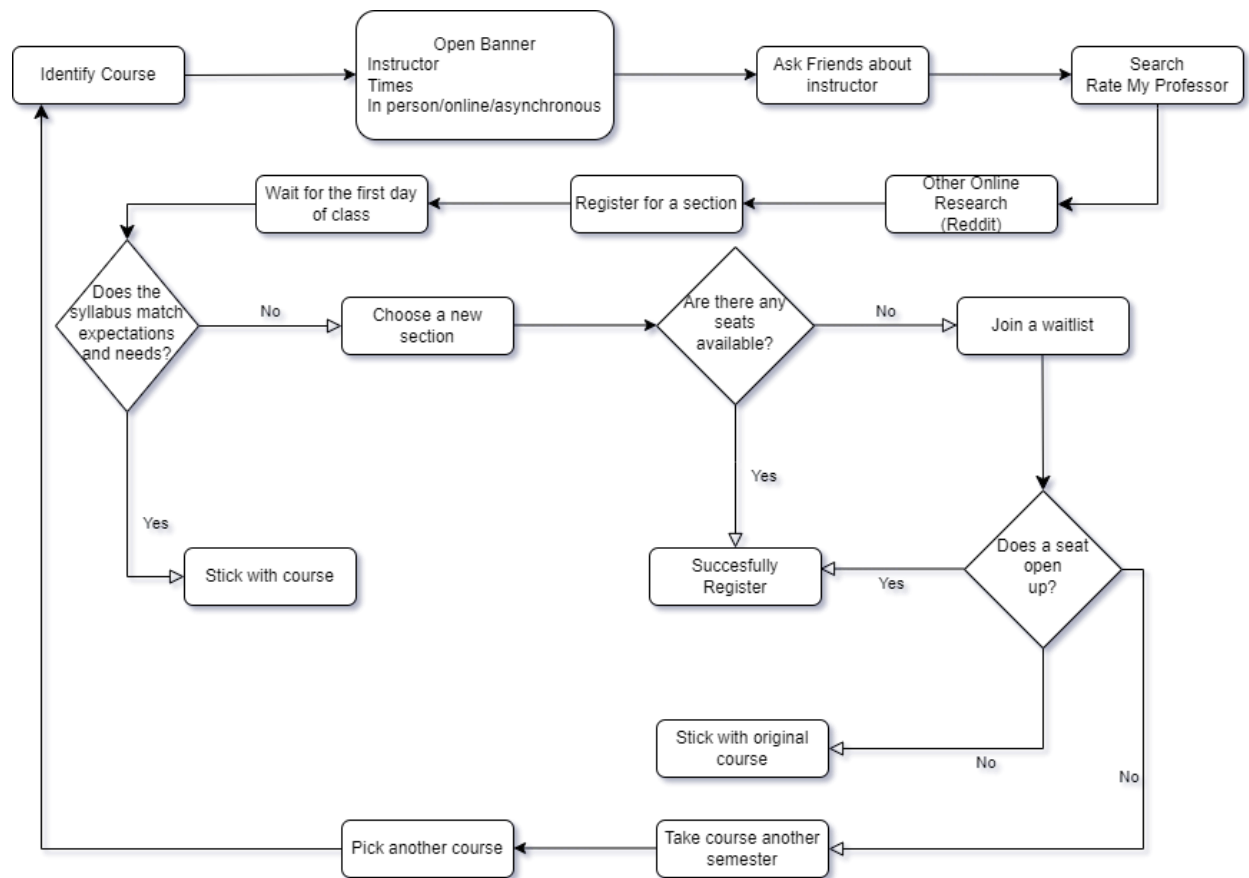 Identify Course
Open Banner
Instructor
Times
In person/online/asynchronous
Ask Friends about
instructor
Search
Rate My Professor
Wait for the first day
of class
Register for a section
Other Online
Research
(Reddit)
Does the
syllabus match
expectations
and needs?
No
Choose a new
section
Are there any
seats
available?
No
Join a waitlist
Yes
Yes
Stick with course
Succesfully
Register
Yes
Does a seat
open
up?
Stick with original
course
No
No
Pick another course
Take course another
semester